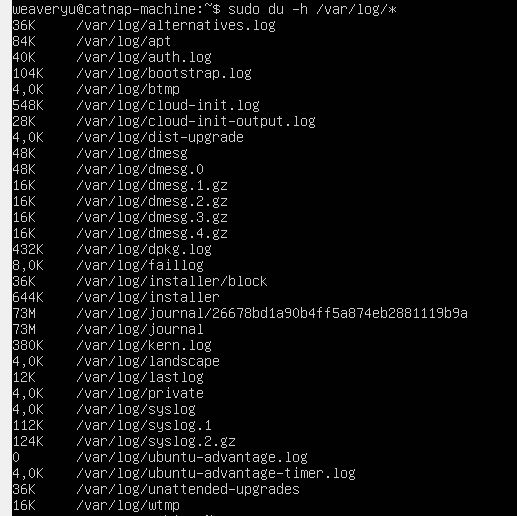 weaveryu@catnap-machine:~$ sudo du -h /var/log/*
36K /var/log/alternatives.log
84K /var/log/apt
40K /var/log/auth.log
104K /var/log/bootstrap.log
4,0K /var/log/btmp
548K /var/log/cloud-init.log
28K /var/log/cloud-init-output.log
4,0K /var/log/dist-upgrade
48K /var/log/dmesg
48K /var/log/dmesg.0
16K /var/log/dmesg.1.gz
16K /var/log/dmesg.2.gz
16K /var/log/dmesg.3.gz
16K /var/log/dmesg.4.gz
432K /var/log/dpkg.log
8,0K /var/log/faillog
36K /var/log/installer/block
644K /var/log/installer
73M /var/log/journal/26678bd1a90b4ff5a874eb2881119b9a
73M /var/log/journal
380K /var/log/kern.log
4,0K /var/log/landscape
12K /var/log/lastlog
4,0K /var/log/private
4,0K /var/log/syslog
112K /var/log/syslog.1
124K /var/log/syslog.2.gz
0 /var/log/ubuntu-advantage.log
4,0K /var/log/ubuntu-advantage-timer.log
36K /var/log/unattended-upgrades
16K /var/log/wtmp